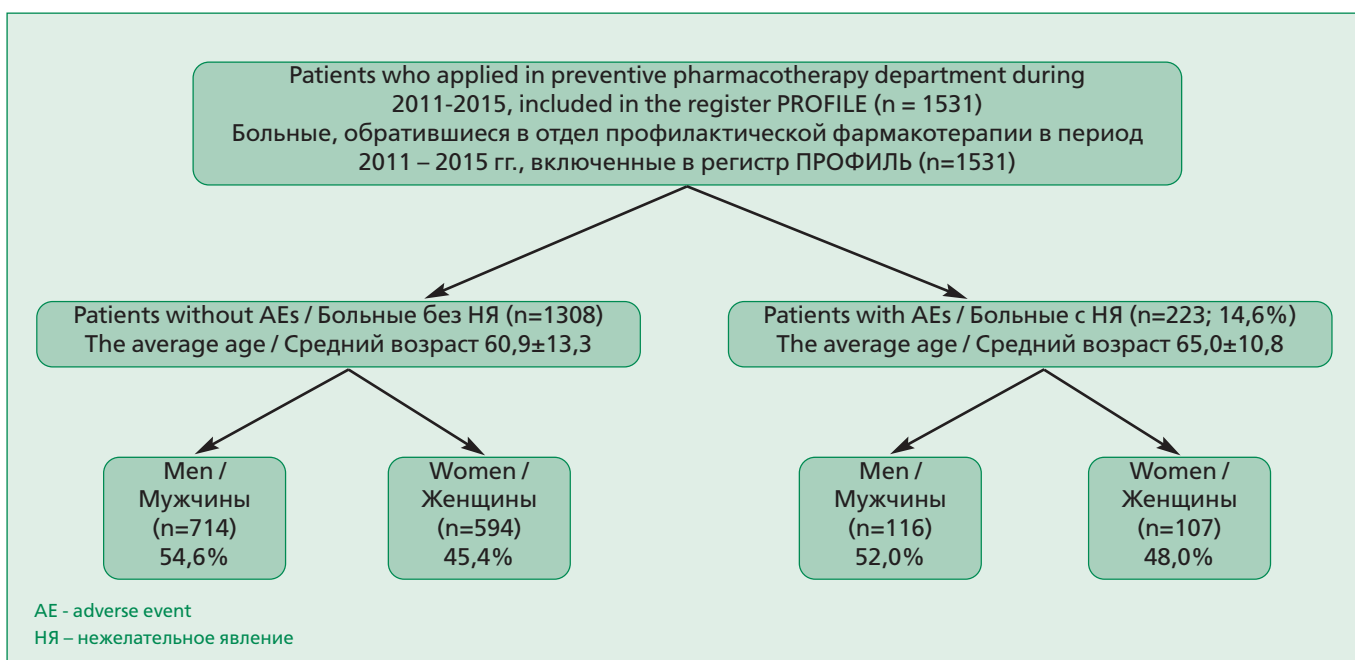 Patients who applied in preventive pharmacotherapy department during
2011-2015, included in the register PROFILE (n = 1531)
Больные, обратившиеся в отдел профилактической фармакотерапии в период
2011 – 2015 гг., включенные в регистр ПРОФИЛЬ (n=1531)
Patients without AEs / Больные без НЯ (n=1308)
The average age / Средний возраст 60,9±13,3
Patients with AEs / Больные с НЯ (n=223; 14,6%)
The average age / Средний возраст 65,0±10,8
Men /
Мужчины
(n=714)
54,6%
Women /
Женщины
(n=594)
45,4%
Men /
Мужчины
(n=116)
52,0%
Women /
Женщины
(n=107)
48,0%
AE - adverse event
НЯ – нежелательное явление